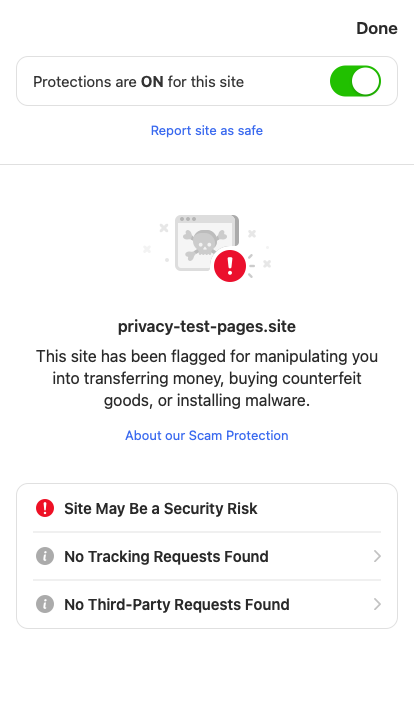 Done
Protections are ON for this site
Report site as safe
privacy-test-pages.site
This site has been flagged for manipulating you
into transferring money, buying counterfeit
goods, or installing malware.
About our Scam Protection
Site May Be a Security Risk
No Tracking Requests Found
No Third-Party Requests Found